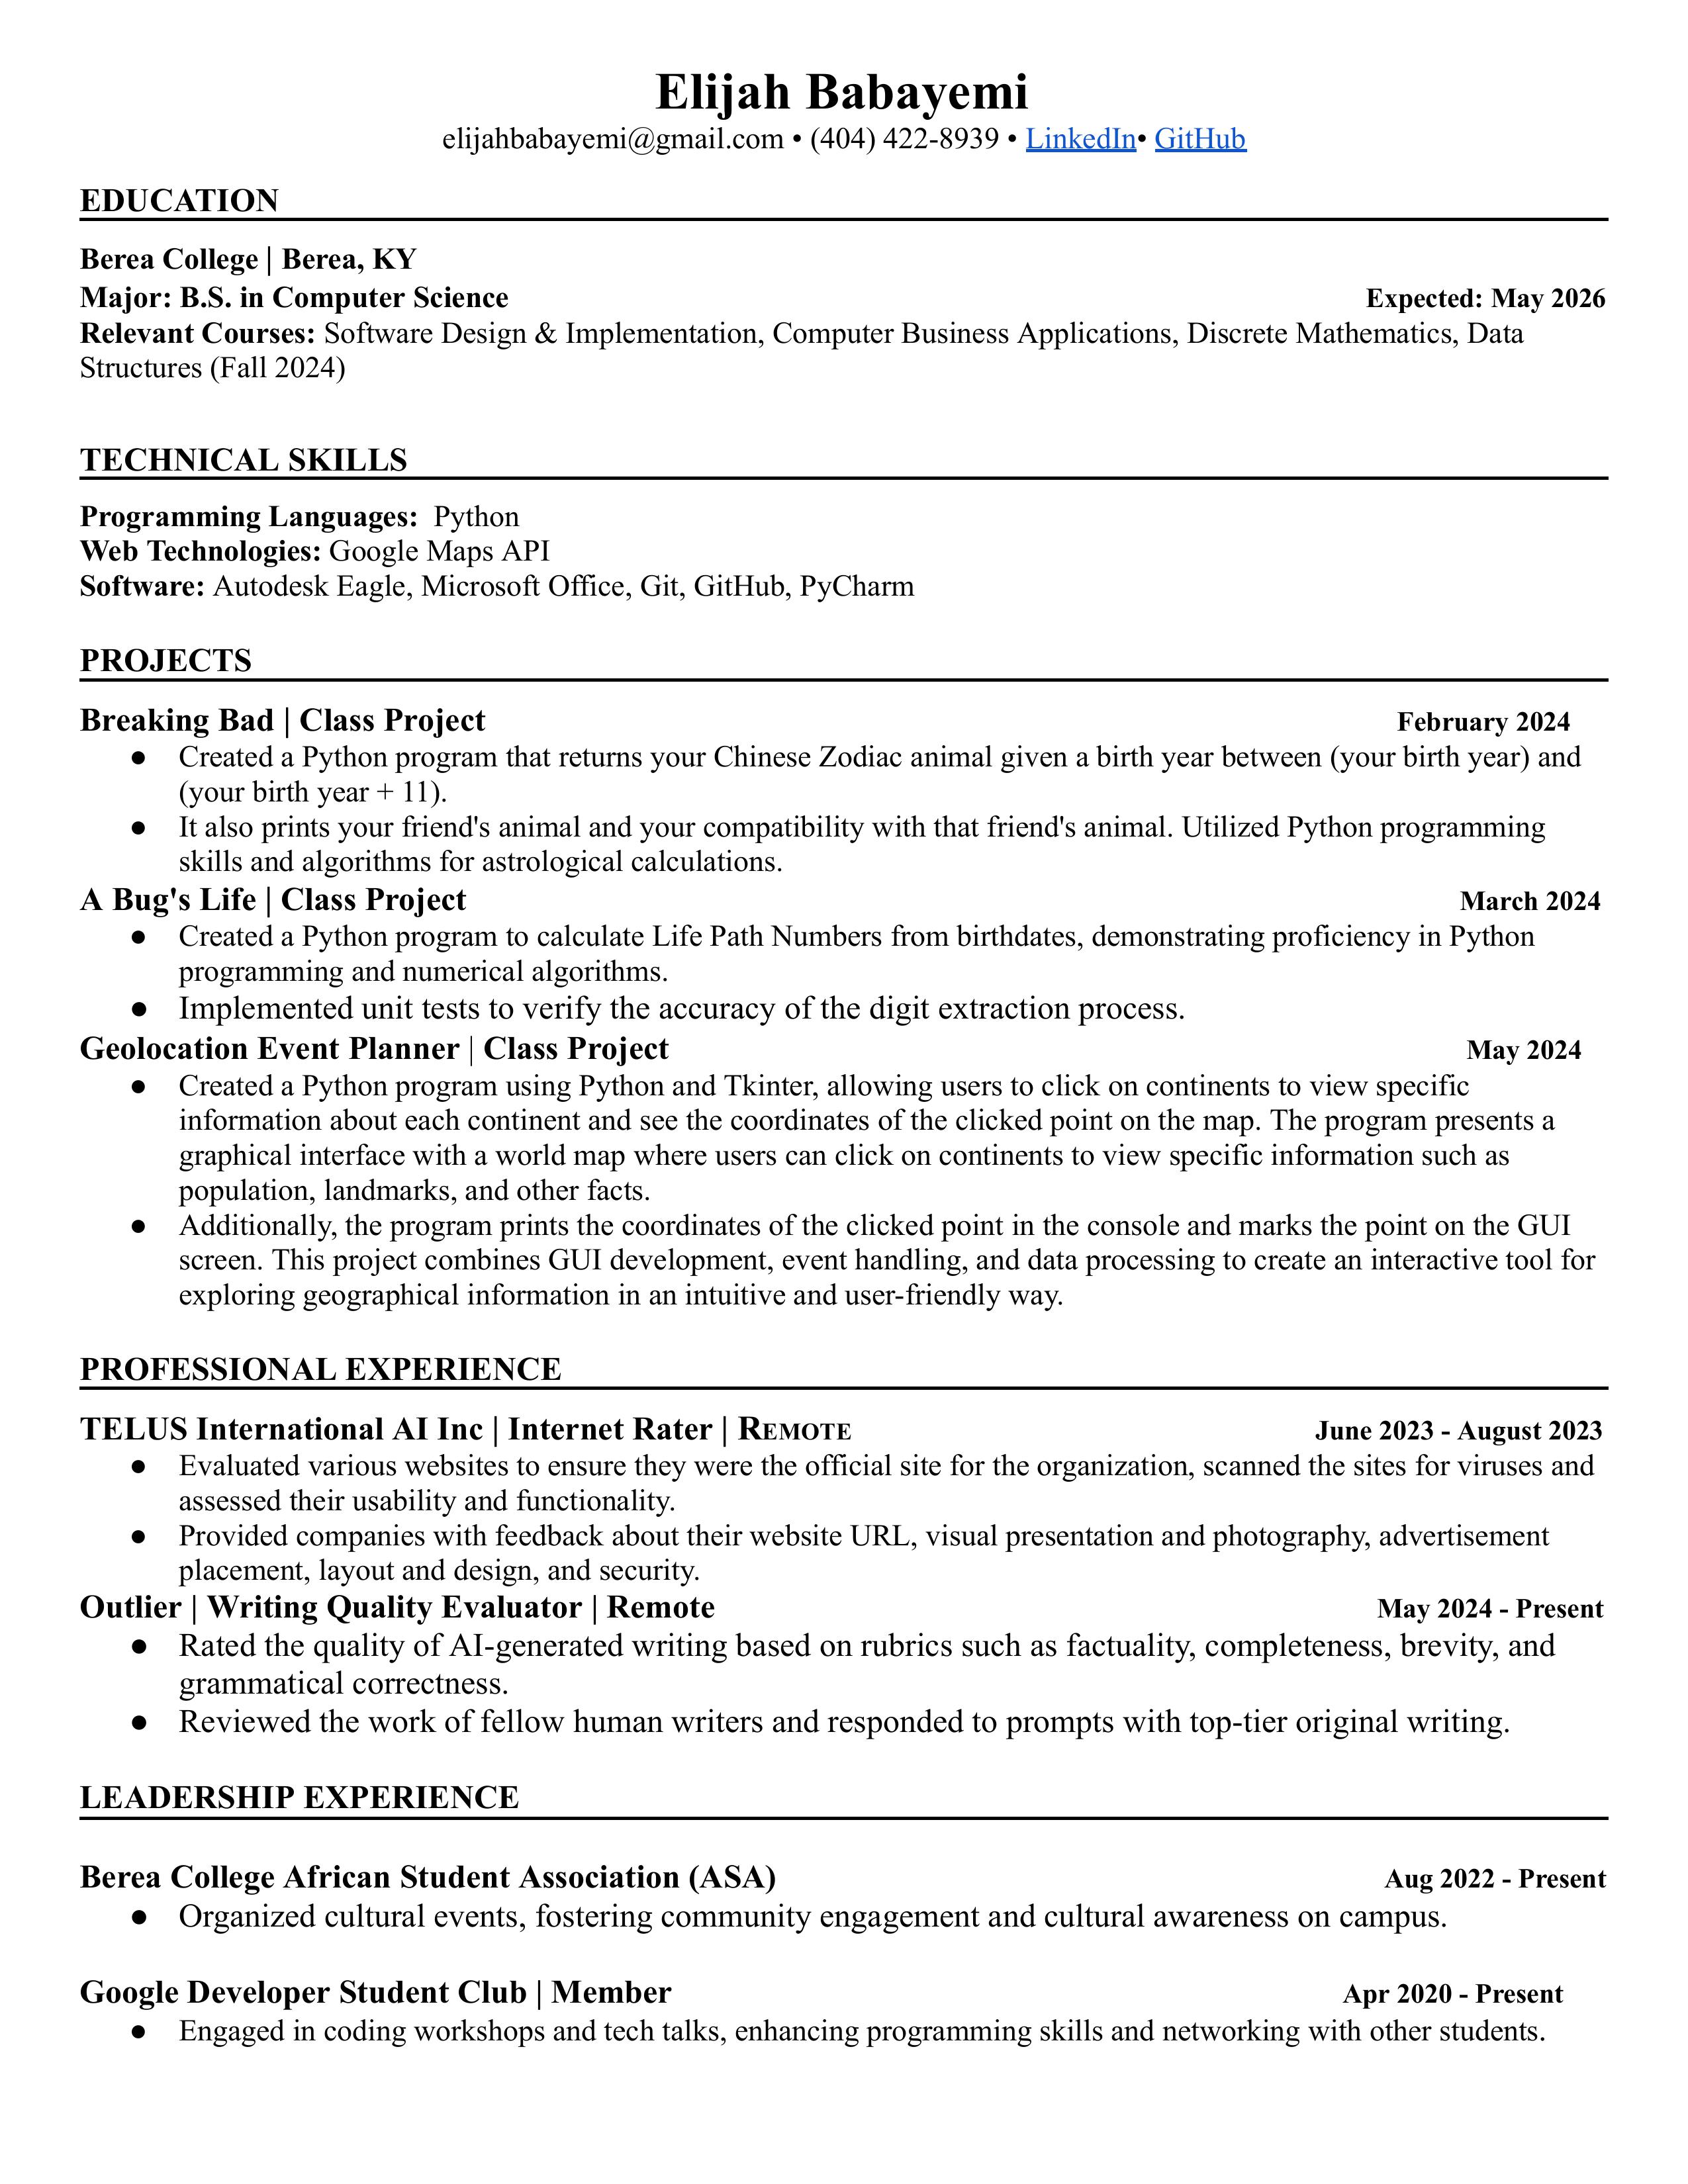 Elijah Babayemi
elijahbabayemi@gmail.com • (404) 422-8939 • LinkedIn• GitHub
EDUCATION
Berea College | Berea, KY
Major: B.S. in Computer Science Expected: May 2026
Relevant Courses: Software Design & Implementation, Computer Business Applications, Discrete Mathematics, Data
Structures (Fall 2024)
TECHNICAL SKILLS
Programming Languages: Python
Web Technologies: Google Maps API
Software: Autodesk Eagle, Microsoft Office, Git, GitHub, PyCharm
PROJECTS
Breaking Bad | Class Project February 2024
● Created a Python program that returns your Chinese Zodiac animal given a birth year between (your birth year) and
(your birth year + 11).
● It also prints your friend's animal and your compatibility with that friend's animal. Utilized Python programming
skills and algorithms for astrological calculations.
A Bug's Life | Class Project March 2024
● Created a Python program to calculate Life Path Numbers from birthdates, demonstrating proficiency in Python
programming and numerical algorithms.
● Implemented unit tests to verify the accuracy of the digit extraction process.
Geolocation Event Planner | Class Project May 2024
● Created a Python program using Python and Tkinter, allowing users to click on continents to view specific
information about each continent and see the coordinates of the clicked point on the map. The program presents a
graphical interface with a world map where users can click on continents to view specific information such as
population, landmarks, and other facts.
● Additionally, the program prints the coordinates of the clicked point in the console and marks the point on the GUI
screen. This project combines GUI development, event handling, and data processing to create an interactive tool for
exploring geographical information in an intuitive and user-friendly way.
PROFESSIONAL EXPERIENCE
TELUS International AI Inc | Internet Rater | REMOTE June 2023 - August 2023
● Evaluated various websites to ensure they were the official site for the organization, scanned the sites for viruses and
assessed their usability and functionality.
● Provided companies with feedback about their website URL, visual presentation and photography, advertisement
placement, layout and design, and security.
Outlier | Writing Quality Evaluator | Remote May 2024 - Present
● Rated the quality of AI-generated writing based on rubrics such as factuality, completeness, brevity, and
grammatical correctness.
● Reviewed the work of fellow human writers and responded to prompts with top-tier original writing.
LEADERSHIP EXPERIENCE
Berea College African Student Association (ASA) Aug 2022 - Present
● Organized cultural events, fostering community engagement and cultural awareness on campus.
Google Developer Student Club | Member Apr 2020 - Present
● Engaged in coding workshops and tech talks, enhancing programming skills and networking with other students.